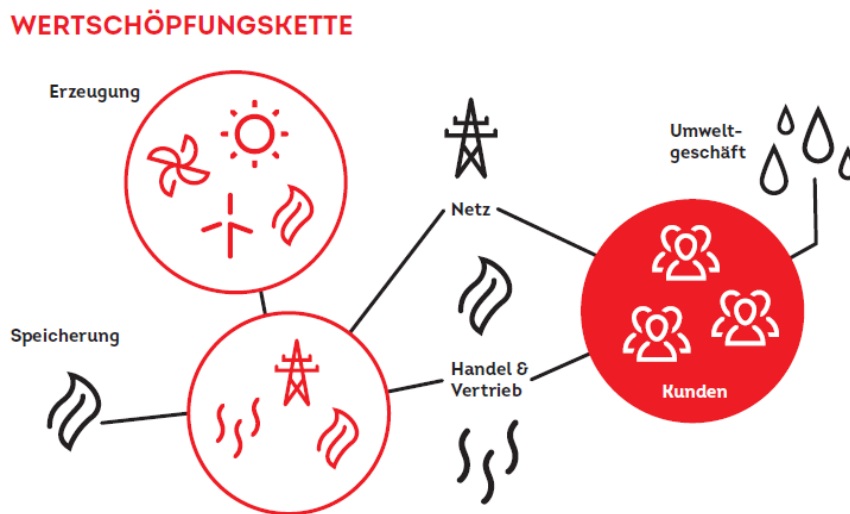 WERTSCHÖPFUNGSKETTE
Erzeugung
Umwelt-
geschäft
Netz
Speicherung
Handel &
Vertrieb
Kunden